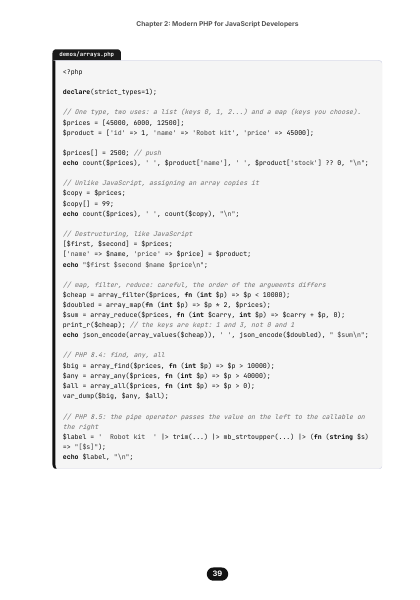 Chapter 2: Modern PHP for JavaScript Developers
demos/arrays.php
<?php
declare(strict_types=1);
// One type, two uses: a list (keys 0, 1, 2...) and a map (keys you choose).
$prices = [45000, 6000, 12500];
$product = ['id' => 1, 'name' => 'Robot kit', 'price' => 45000];
$prices[] = 2500; // push
echo count($prices), ' ', $product['name'], ' ', $product['stock'] ?? 0, "\n";
// Unlike JavaScript, assigning an array copies it
$copy = $prices;
$copy[] = 99;
echo count($prices), ' ', count($copy), "\n";
// Destructuring, like JavaScript
[$first, $second] = $prices;
['name' => $name, 'price' => $price] = $product;
echo "$first $second $name $price\n";
// map, filter, reduce: careful, the order of the arguments differs
$cheap = array_filter($prices, fn (int $p) => $p < 10000);
$doubled = array_map(fn (int $p) => $p * 2, $prices);
$sum = array_reduce($prices, fn (int $carry, int $p) => $carry + $p, 0);
print_r($cheap); // the keys are kept: 1 and 3, not 0 and 1
echo json_encode(array_values($cheap)), ' ', json_encode($doubled), " $sum\n";
// PHP 8.4: find, any, all
$big = array_find($prices, fn (int $p) => $p > 10000);
$any = array_any($prices, fn (int $p) => $p > 40000);
$all = array_all($prices, fn (int $p) => $p > 0);
var_dump($big, $any, $all);
// PHP 8.5: the pipe operator passes the value on the left to the callable on
the right
$label = '  Robot kit  ' |> trim(...) |> mb_strtoupper(...) |> (fn (string $s)
=> "[$s]");
echo $label, "\n";
39